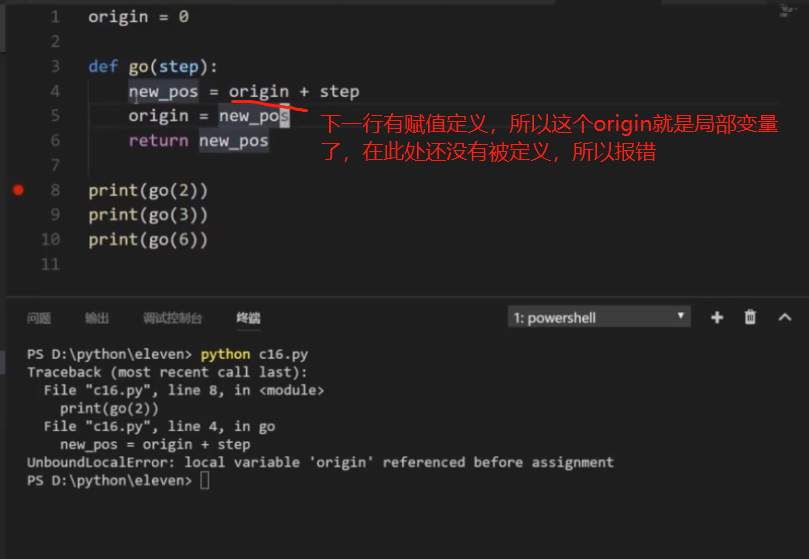 1 origin = 0
2
3 def go(step):
4 new_pos = origin + step
5 origin = new_pos
下一行有赋值定义，所以这个origin就是局部变量
6 return new_pos
了，在此处还没有被定义，所以报错
7
8 print(go(2))
9 print(go(3))
10 print(go(6))
11
问题 输出 调试控制台 终端 1: powershell
PS D:\python\eleven> python c16.py
Traceback (most recent call last):
File "c16.py", line 8, in <module>
print(go(2))
File "c16.py", line 4, in go
new_pos = origin + step
UnboundLocalError: local variable 'origin' referenced before assignment
PS D:\python\eleven>